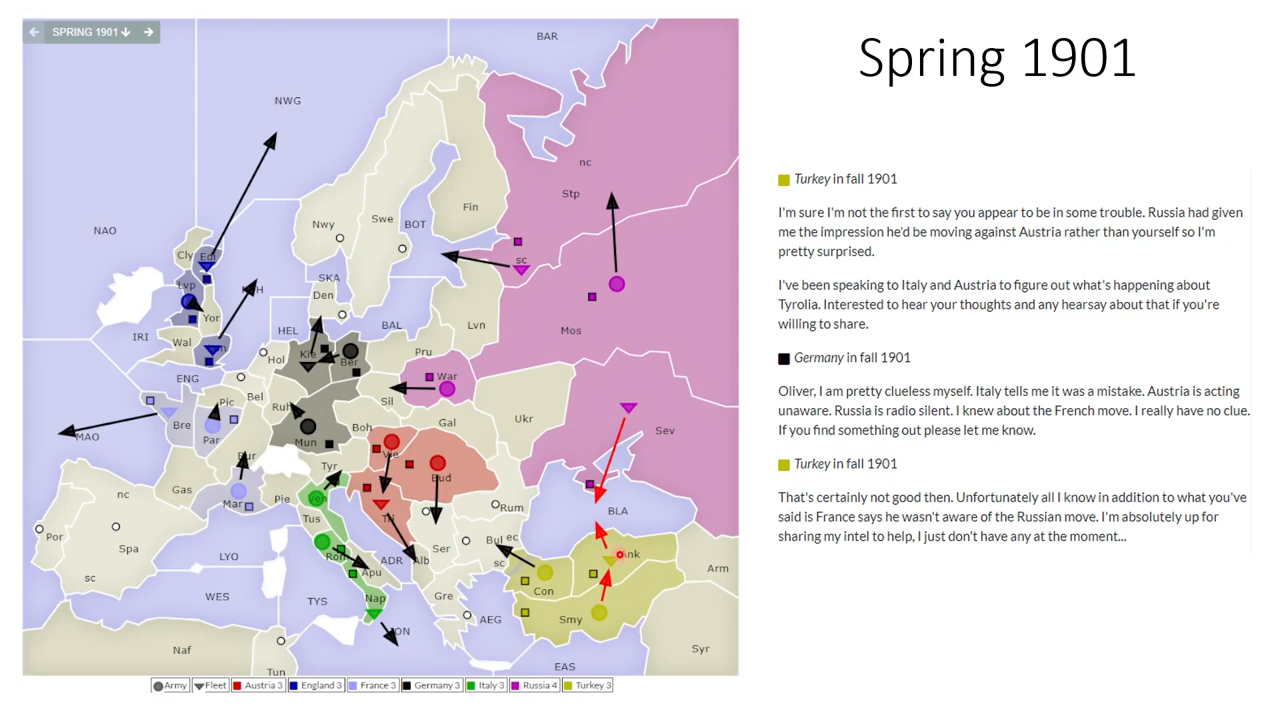 SPRING 1901
Spring 1901
BAR
NWG
nc
Stp
Fin
NAO
Nwy
Swe
BOT
Cly
Edi
sc
SKA
Lvp
NTH
Den
Yor
Mos
IRI
HEL
BAL
Lvn
Wal
Kie
Hol
Ber
Pru
ENG
War
Bel
Pic
Ruh
Sil
Bre
Par
Boh
Gal
Ukr
MAO
Mun
Sev
Bur
Vie
Tyr
Bud
nc
Gas
Mar
Pie
Ven
Tri
Rum
BLA
Por
Spa
Tus
Bul
ec
Ser
Ank
LYO
Rom
ADR
Alb
sc
Arm
sc
Apu
Con
WES
TYS
Nap
Gre
AEG
Smy
ION
Naf
Tun
EAS
Syr
Army Fleet Austria 3 England 3 France 3 Germany 3 Italy 3 Russia 4 Turkey 3
Turkey in fall 1901
I'm sure I'm not the first to say you appear to be in some trouble. Russia had given
me the impression he'd be moving against Austria rather than yourself so I'm
pretty surprised.
I've been speaking to Italy and Austria to figure out what's happening about
Tyrolia. Interested to hear your thoughts and any hearsay about that if you're
willing to share.
Germany in fall 1901
Oliver, I am pretty clueless myself. Italy tells me it was a mistake. Austria is acting
unaware. Russia is radio silent. I knew about the French move. I really have no clue.
If you find something out please let me know.
Turkey in fall 1901
That's certainly not good then. Unfortunately all I know in addition to what you've
said is France says he wasn't aware of the Russian move. I'm absolutely up for
sharing my intel to help, I just don't have any at the moment...